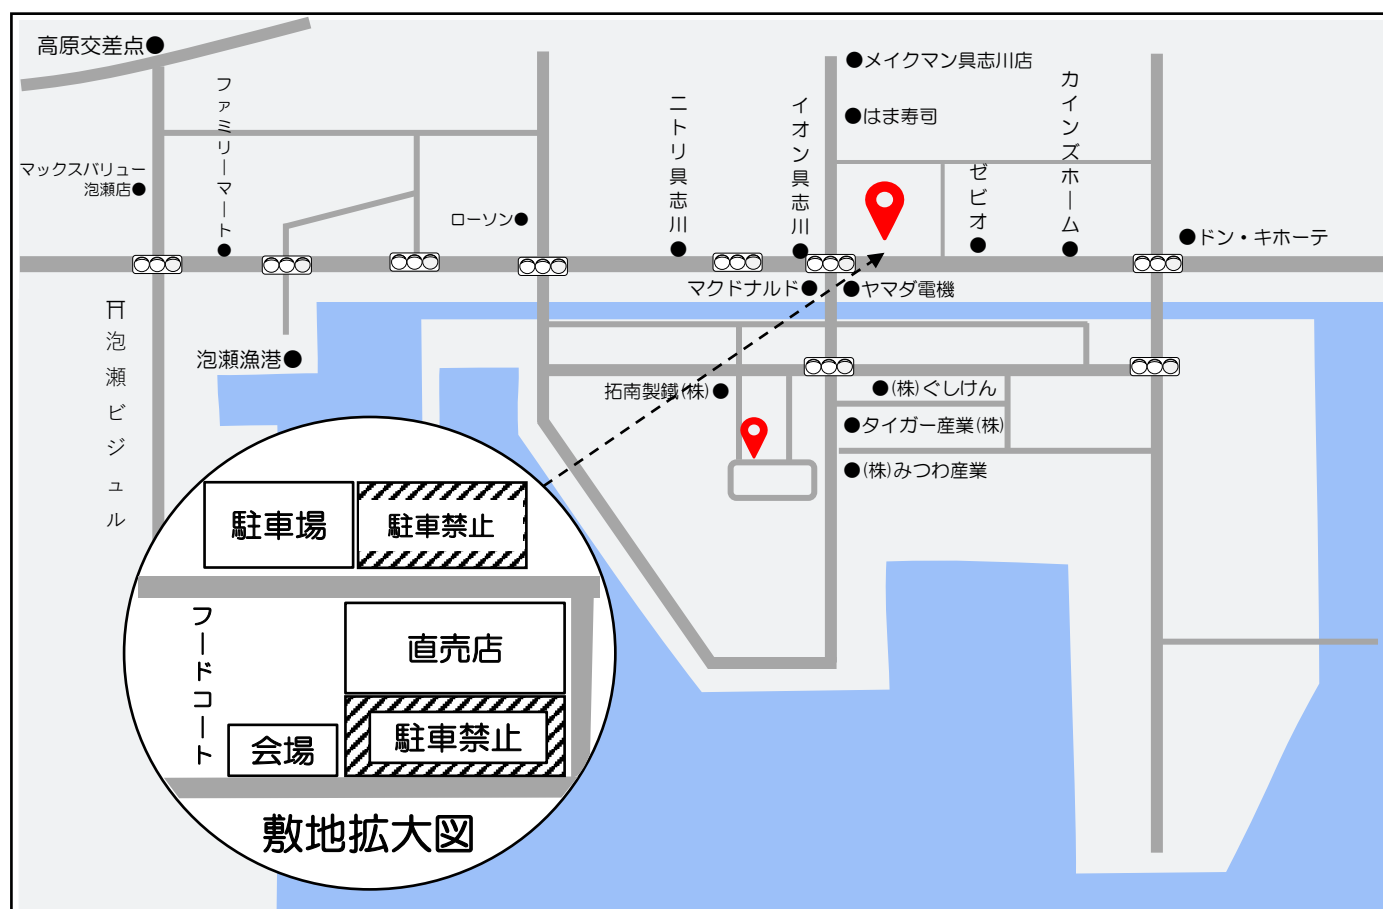 高原交差点
ファミリーマート
マックスバリュー
泡瀬店
ローソン
ニトリ具志川
イオン具志川
メイクマン具志川店
はま寿司
ゼビオ
カインズホーム
ドン・キホーテ
マクドナルド
ヤマダ電機
泡瀬ビジュル
泡瀬漁港
拓南製鐵(株)
(株)ぐしけん
タイガー産業(株)
(株)みつわ産業
駐車場
駐車禁止
フードコート
直売店
会場
駐車禁止
敷地拡大図